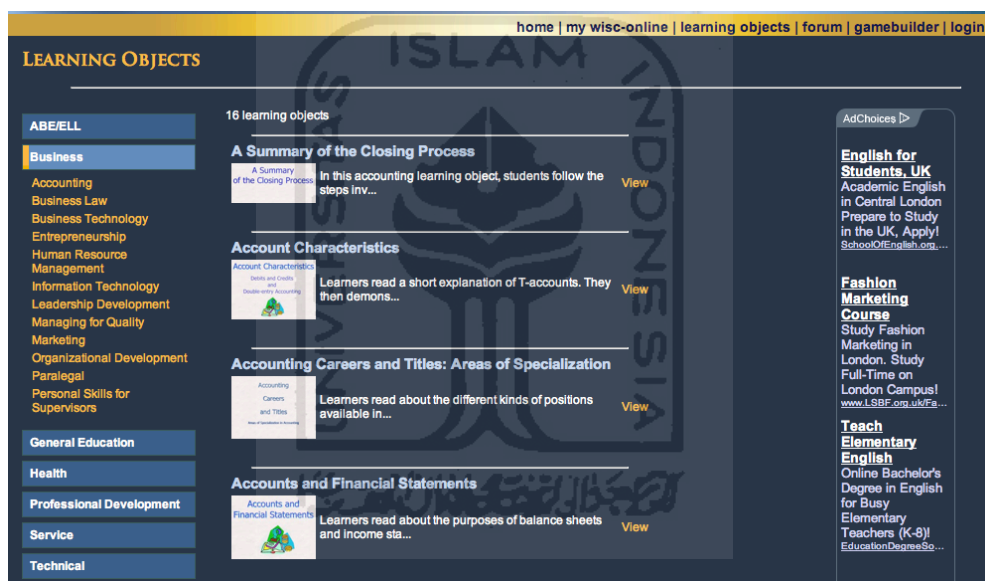 home | my wisc-online | learning objects | forum | gamebuilder | login
LEARNING OBJECTS
ABE/ELL
Business
Accounting
Business Law
Business Technology
Entrepreneurship
Human Resource
Management
Information Technology
Leadership Development
Managing for Quality
Marketing
Organizational Development
Paralegal
Personal Skills for
Supervisors
General Education
Health
Professional Development
Service
Technical
16 learning objects
A Summary of the Closing Process
A Summary
of the Closing Process
In this accounting learning object, students follow the
steps inv...
View
Account Characteristics
Account Characteristics
Debits and Credits
and
Double-entry Accounting
Learners read a short explanation of T-accounts. They
then demons...
View
Accounting Careers and Titles: Areas of Specialization
Accounting
Careers
and Titles
Areas of Specialization in Accounting
Learners read about the different kinds of positions
available in...
View
Accounts and Financial Statements
Accounts and
Financial Statements
Learners read about the purposes of balance sheets
and income sta...
View
AdChoices
English for
Students, UK
Academic English
in Central London
Prepare to Study
in the UK, Apply!
SchoolOfEnglish.org....
Fashion
Marketing
Course
Study Fashion
Marketing in
London. Study
Full-Time on
London Campus!
www.LSBF.org.uk/Fa...
Teach
Elementary
English
Online Bachelor's
Degree in English
for Busy
Elementary
Teachers (K-8)!
EducationDegreeSo...
UNIVERSITAS
ISLAM
INDONESIA